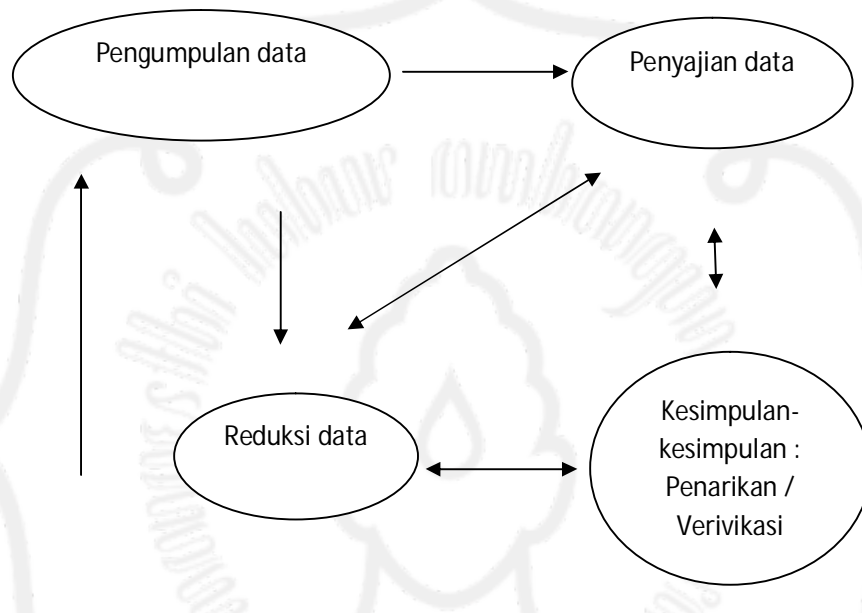 Pengumpulan data
Penyajian data
Reduksi data
Kesimpulan-
kesimpulan :
Penarikan /
Verivikasi